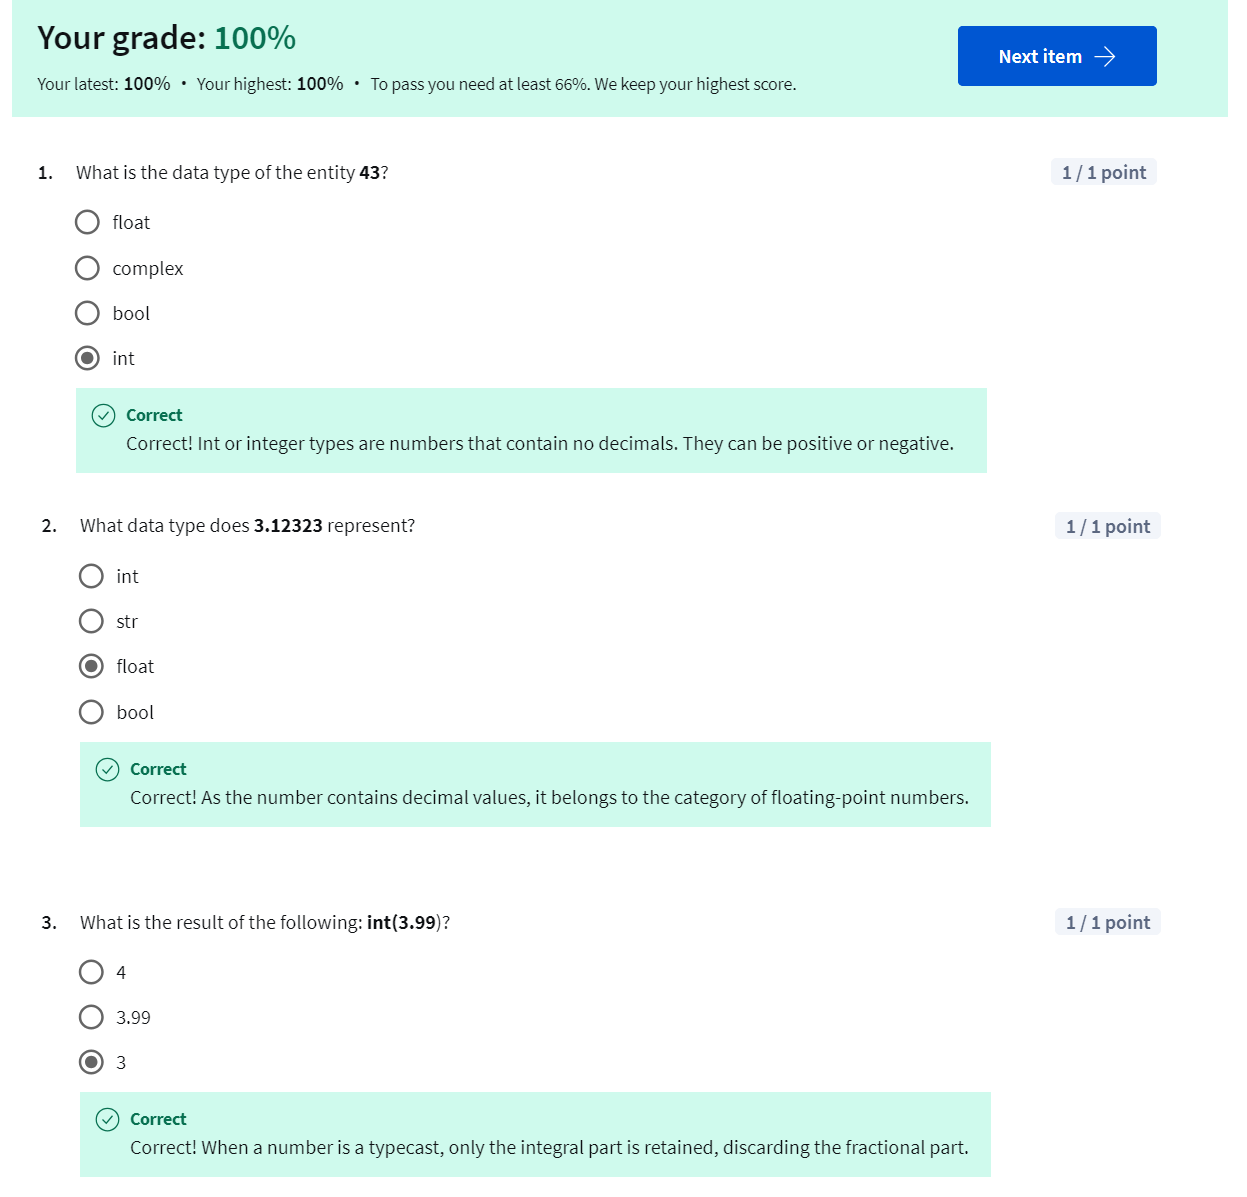 Your grade: 100%
Next item →
Your latest: 100% • Your highest: 100% • To pass you need at least 66%. We keep your highest score.
1. What is the data type of the entity 43?
1 / 1 point
float
complex
bool
int
Correct
Correct! Int or integer types are numbers that contain no decimals. They can be positive or negative.
2. What data type does 3.12323 represent?
1 / 1 point
int
str
float
bool
Correct
Correct! As the number contains decimal values, it belongs to the category of floating-point numbers.
3. What is the result of the following: int(3.99)?
1 / 1 point
4
3.99
3
Correct
Correct! When a number is a typecast, only the integral part is retained, discarding the fractional part.